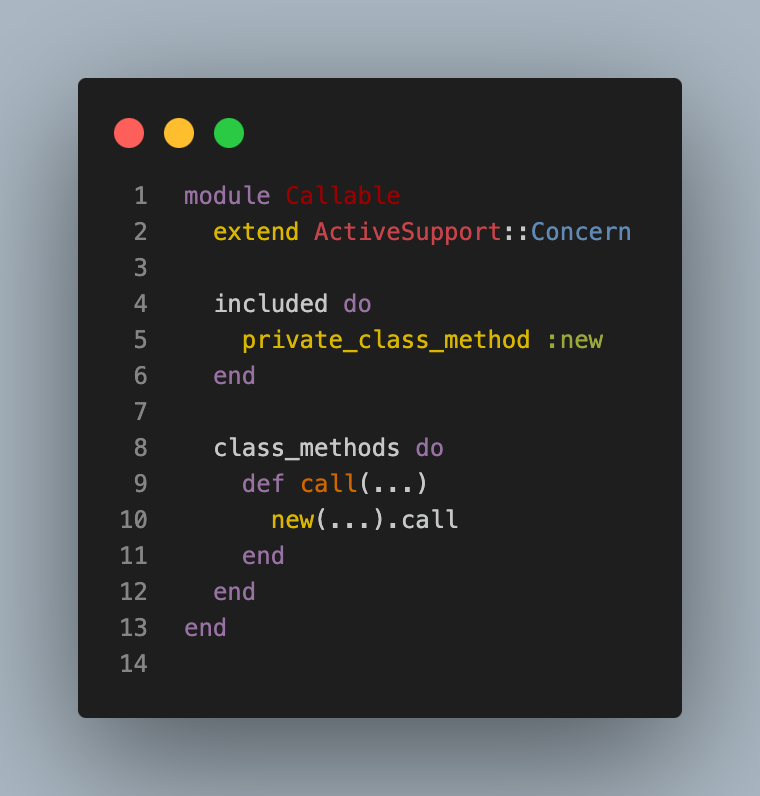 1 module Callable
2   extend ActiveSupport::Concern
3
4   included do
5     private_class_method :new
6   end
7
8   class_methods do
9     def call(...)
10       new(...).call
11     end
12   end
13 end
14